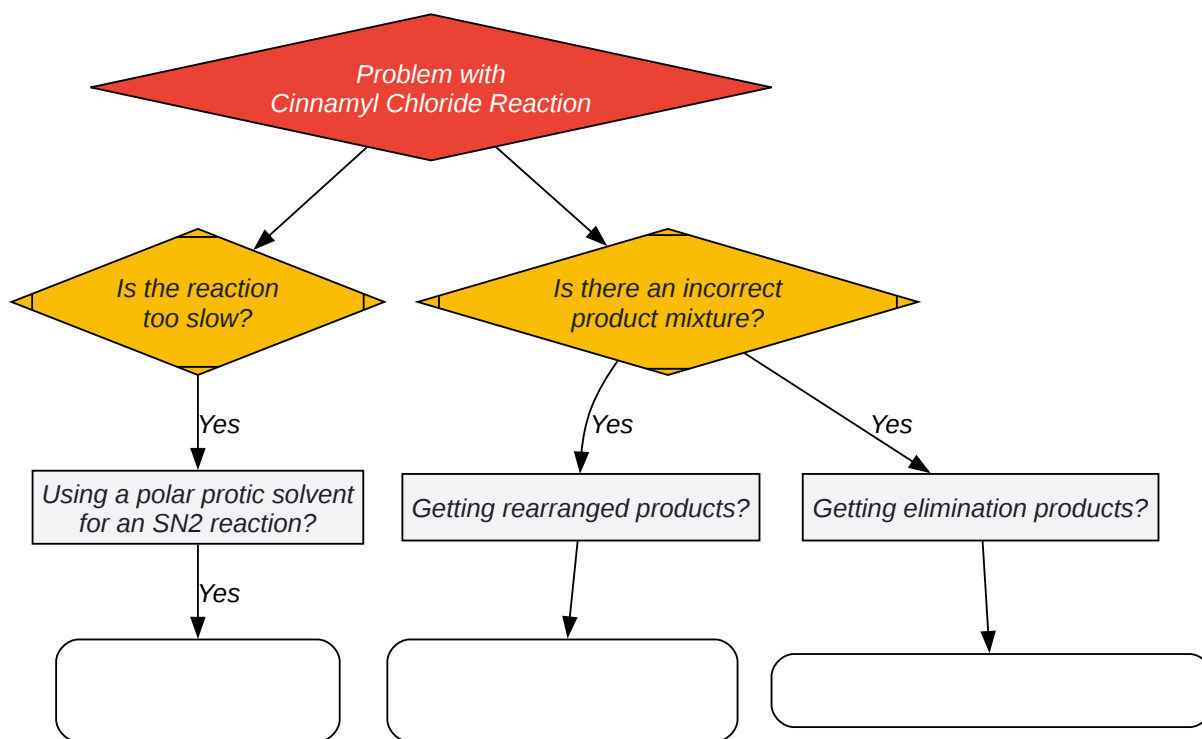 Problem with
Cinnamyl Chloride Reaction
Is the reaction
too slow?
Is there an incorrect
product mixture?
Yes
Yes
Yes
Using a polar protic solvent
for an SN2 reaction?
Getting rearranged products?
Getting elimination products?
Yes